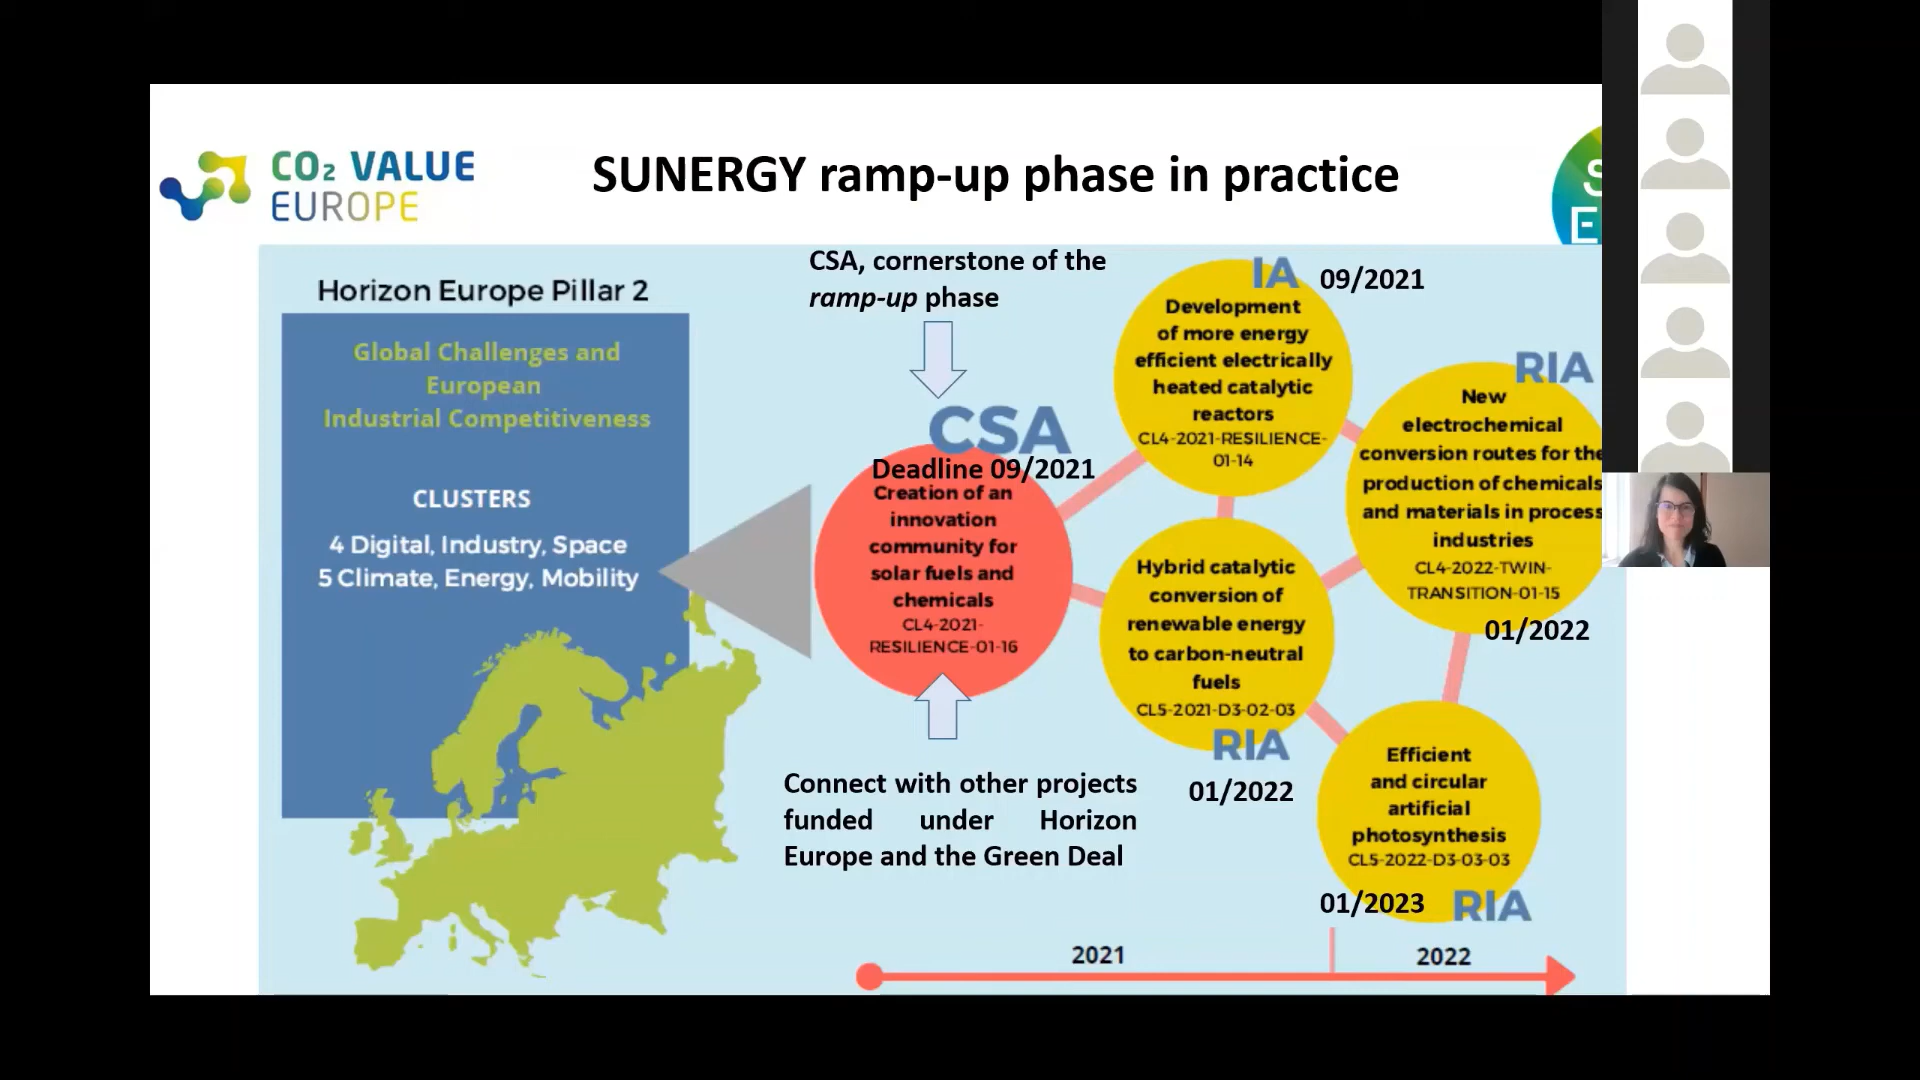 CO₂ VALUE
EUROPE
SUNERGY ramp-up phase in practice
S
E
Horizon Europe Pillar 2
Global Challenges and
European
Industrial Competitiveness
CLUSTERS
4 Digital, Industry, Space
5 Climate, Energy, Mobility
CSA, cornerstone of the
ramp-up phase
CSA
Deadline 09/2021
Creation of an
innovation
community for
solar fuels and
chemicals
CL4-2021-
RESILIENCE-01-16
Connect with other projects
funded under Horizon
Europe and the Green Deal
IA
09/2021
Development
of more energy
efficient electrically
heated catalytic
reactors
CL4-2021-RESILIENCE-
01-14
RIA
New
electrochemical
conversion routes for the
production of chemicals
and materials in process
industries
CL4-2022-TWIN-
TRANSITION-01-15
01/2022
Hybrid catalytic
conversion of
renewable energy
to carbon-neutral
fuels
CL5-2021-D3-02-03
RIA
01/2022
Efficient
and circular
artificial
photosynthesis
CL5-2022-D3-03-03
01/2023
RIA
2021
2022